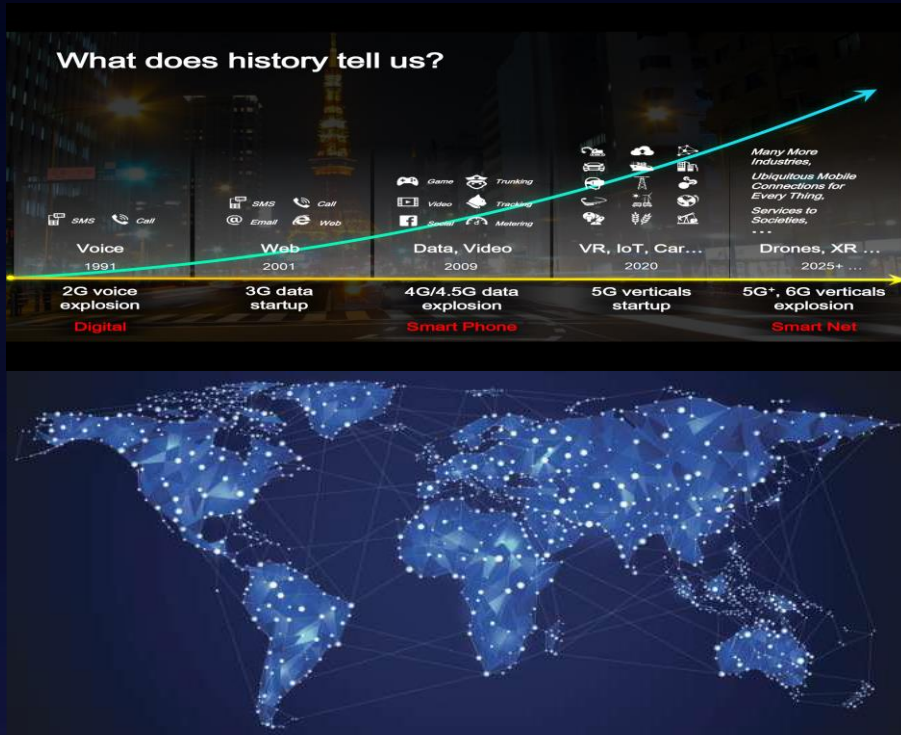 What does history tell us?
SMS Call
Voice
1991
2G voice
explosion
Digital
SMS Call
Email Web
Web
2001
3G data
startup
Game Trunking
Video Tracking
Social Metering
Data, Video
2009
4G/4.5G data
explosion
Smart Phone
VR, IoT, Car...
2020
5G verticals
startup
Many More
Industries,
Ubiquitous Mobile
Connections for
Every Thing,
Services to
Societies,
...
Drones, XR ...
2025+ ...
5G⁺, 6G verticals
explosion
Smart Net